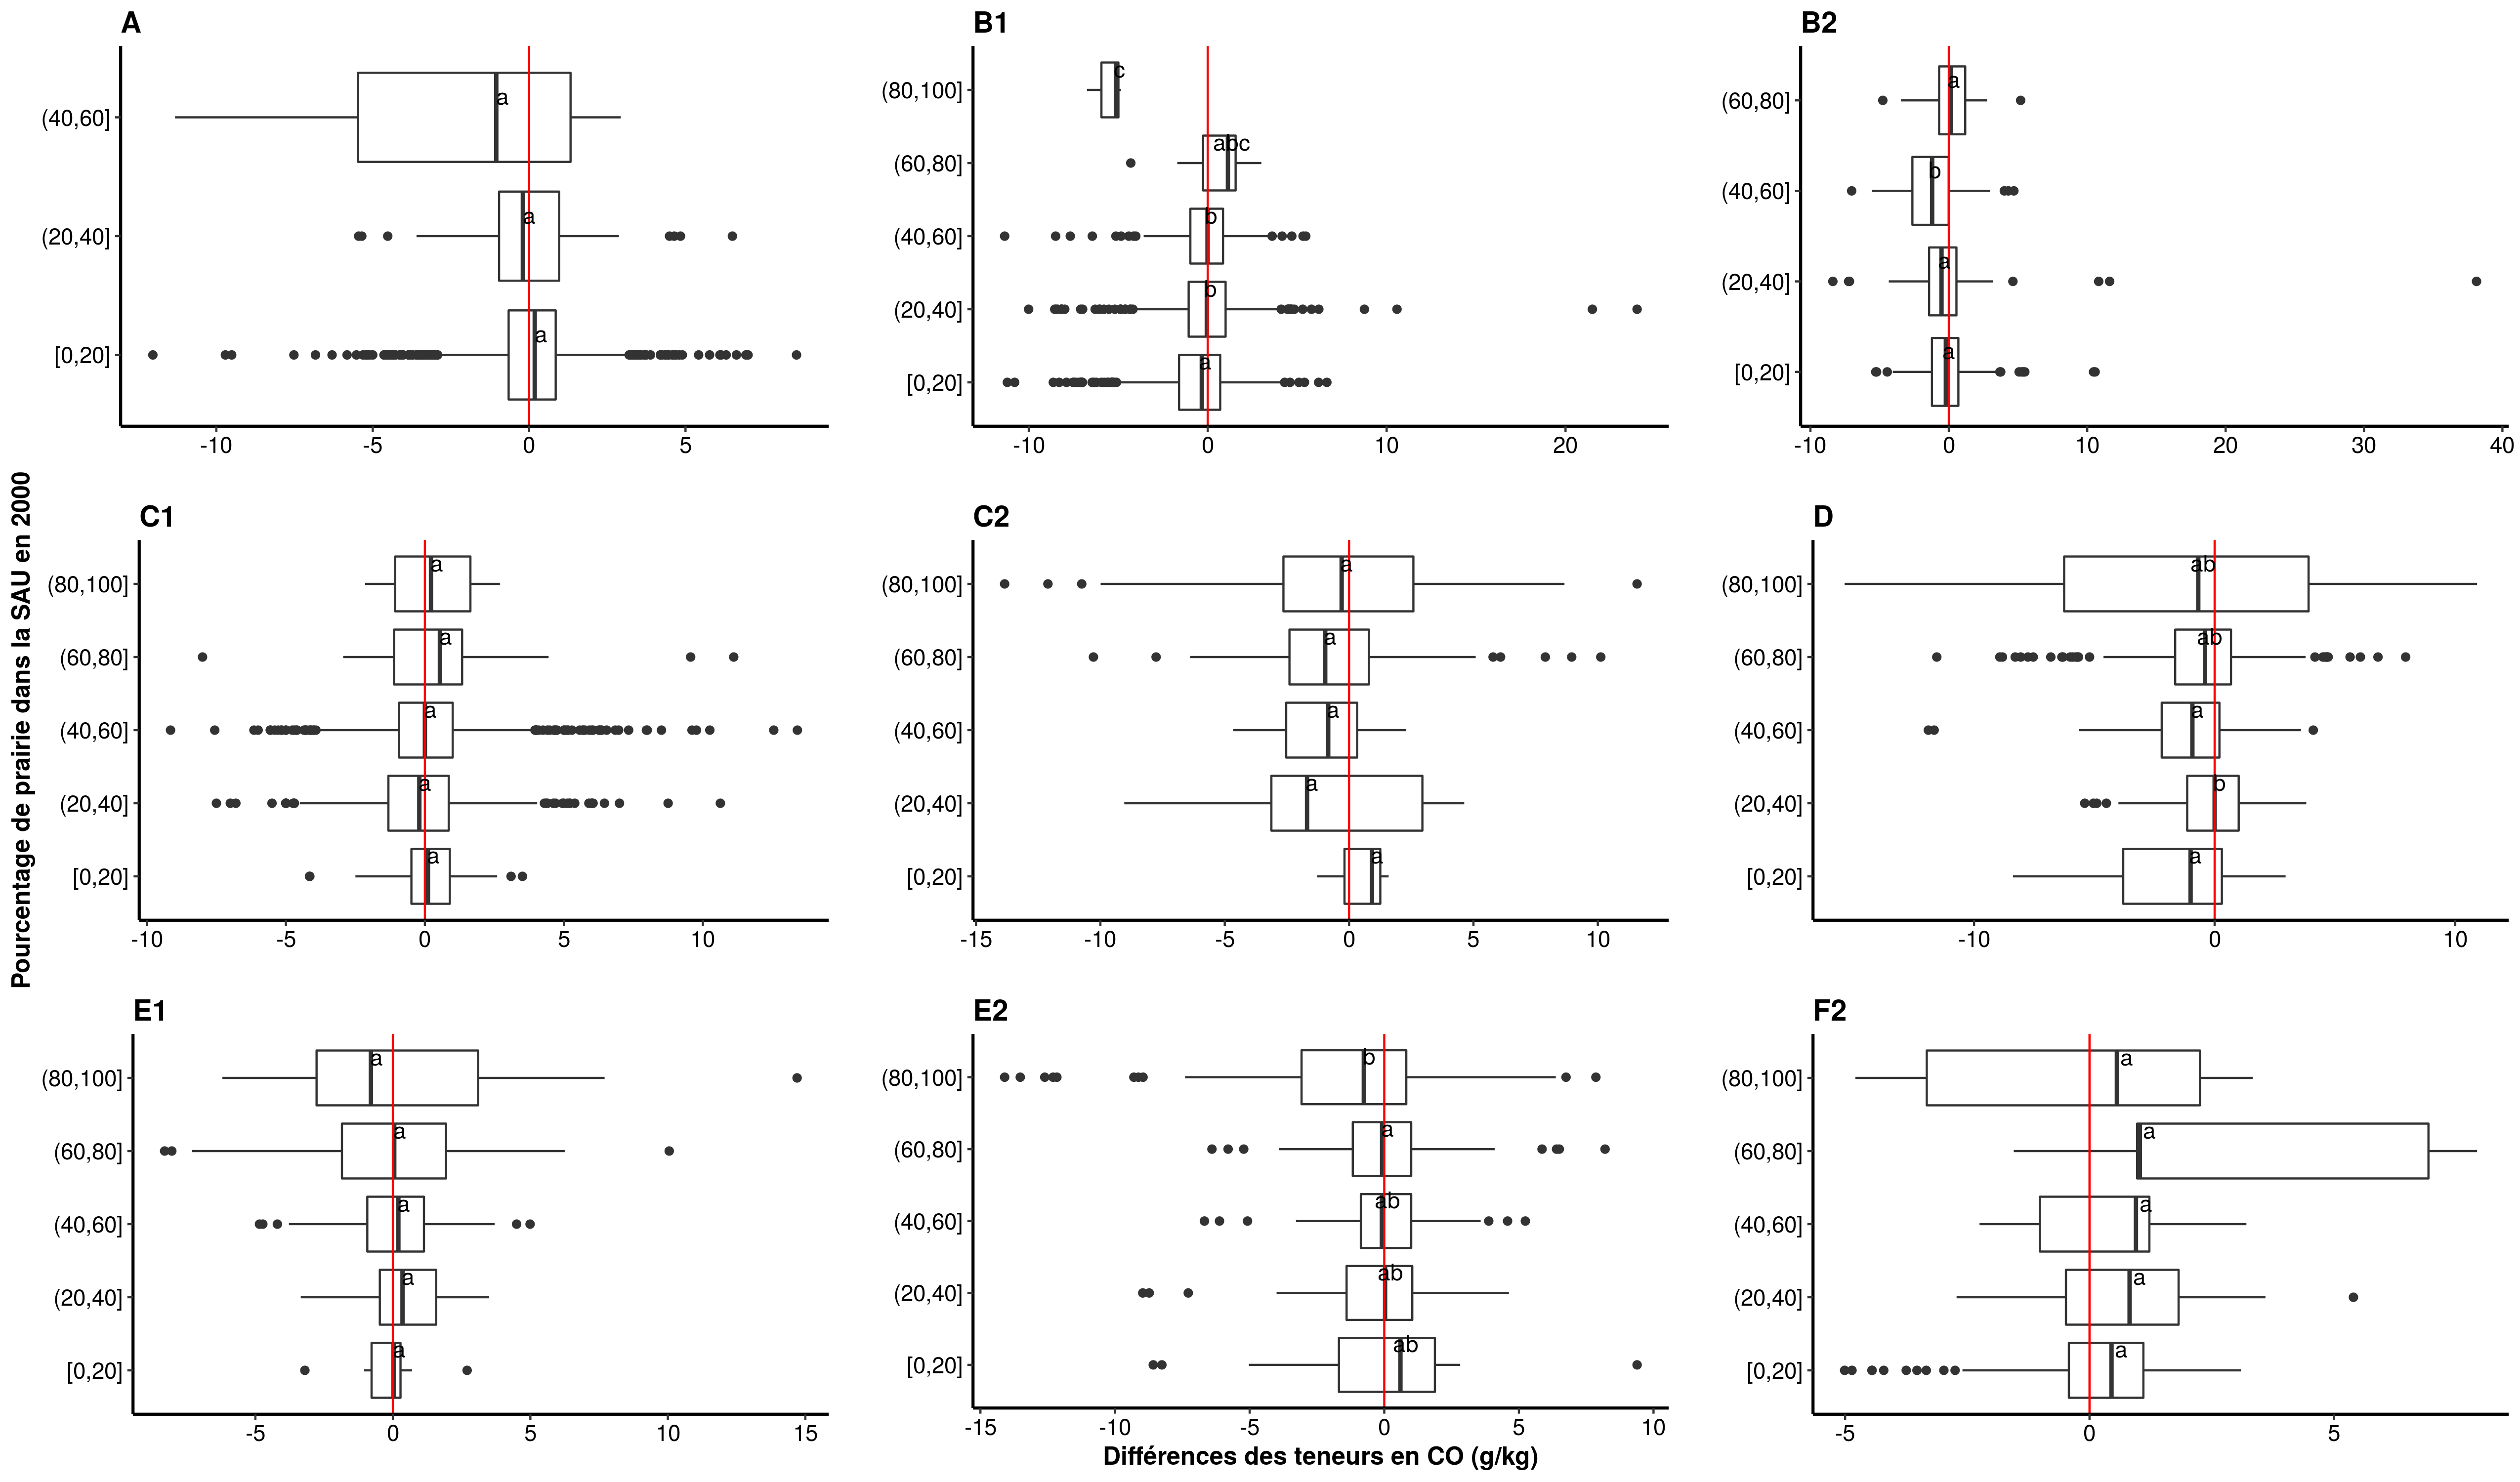 A
(40,60]
a
(20,40]
a
[0,20]
a
-10 -5 0 5
B1
(80,100]
c
(60,80]
abc
(40,60]
b
(20,40]
b
[0,20]
a
-10 0 10 20
B2
(60,80]
a
(40,60]
b
(20,40]
a
[0,20]
a
-10 0 10 20 30 40
Pourcentage de prairie dans la SAU en 2000
C1
(80,100]
a
(60,80]
a
(40,60]
a
(20,40]
a
[0,20]
a
-10 -5 0 5 10
C2
(80,100]
a
(60,80]
a
(40,60]
a
(20,40]
a
[0,20]
a
-15 -10 -5 0 5 10
D
(80,100]
ab
(60,80]
ab
(40,60]
a
(20,40]
b
[0,20]
a
-10 0 10
E1
(80,100]
a
(60,80]
a
(40,60]
a
(20,40]
a
[0,20]
a
-5 0 5 10 15
E2
(80,100]
b
(60,80]
a
(40,60]
ab
(20,40]
ab
[0,20]
ab
-15 -10 -5 0 5 10
F2
(80,100]
a
(60,80]
a
(40,60]
a
(20,40]
a
[0,20]
a
-5 0 5
Différences des teneurs en CO (g/kg)